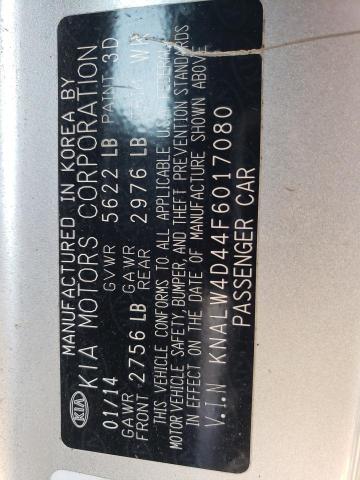 KIA
MANUFACTURED IN KOREA BY
KIA MOTORS CORPORATION
01/14 GVWR 5622 LB PAINT 3D
GAWR FRONT 2756 LB GAWR REAR 2976 LB
THIS VEHICLE CONFORMS TO ALL APPLICABLE U.S.
MOTOR VEHICLE SAFETY, BUMPER, AND THEFT PREVENTION STANDARDS
IN EFFECT ON THE DATE OF MANUFACTURE SHOWN ABOVE.
V.I.N KNALW4D44F6017080
PASSENGER CAR